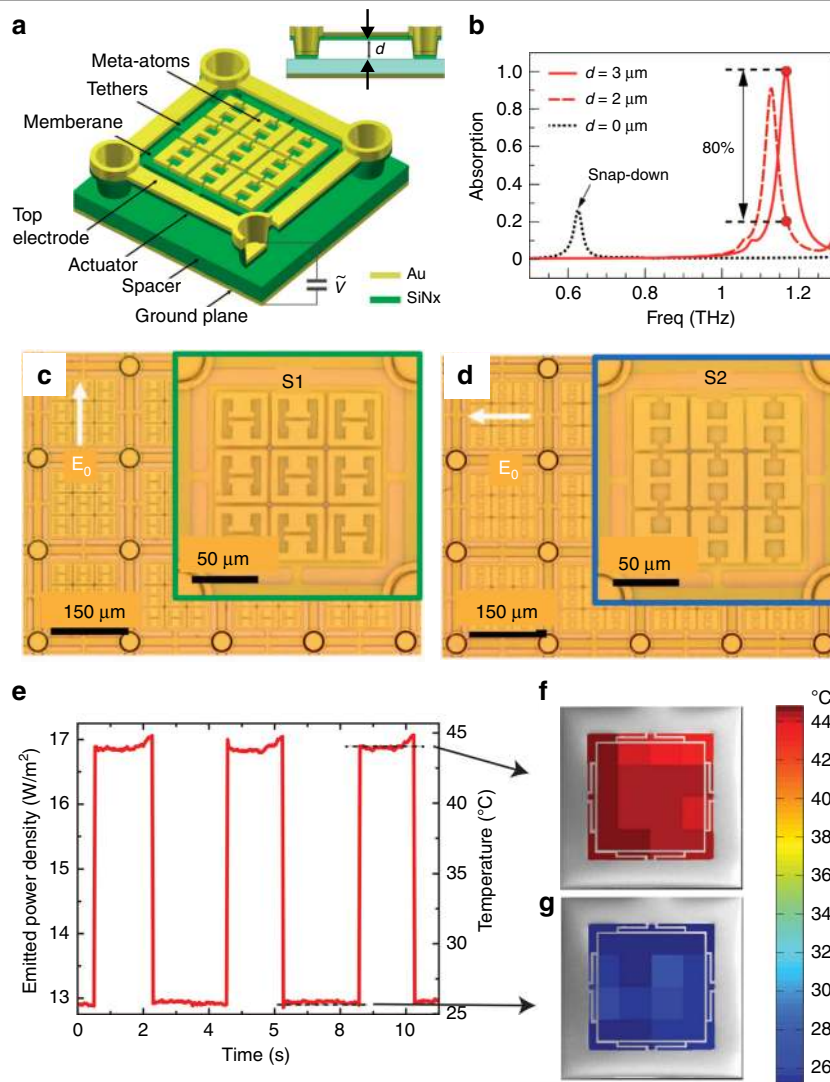 a
d
Meta-atoms
Tethers
Memberane
Top
electrode
Actuator
Spacer
Ground plane
Ṽ
Au
SiNx
b
1.0
0.8
0.6
0.4
0.2
0
Absorption
d = 3 μm
d = 2 μm
d = 0 μm
Snap-down
80%
0.6 0.8 1.0 1.2
Freq (THz)
c
S1
E0
50 μm
150 μm
d
S2
E0
50 μm
150 μm
e
17
16
15
14
13
Emitted power density (W/m²)
45
40
35
30
25
Temperature (°C)
0 2 4 6 8 10
Time (s)
f
g
°C
44
42
40
38
36
34
32
30
28
26